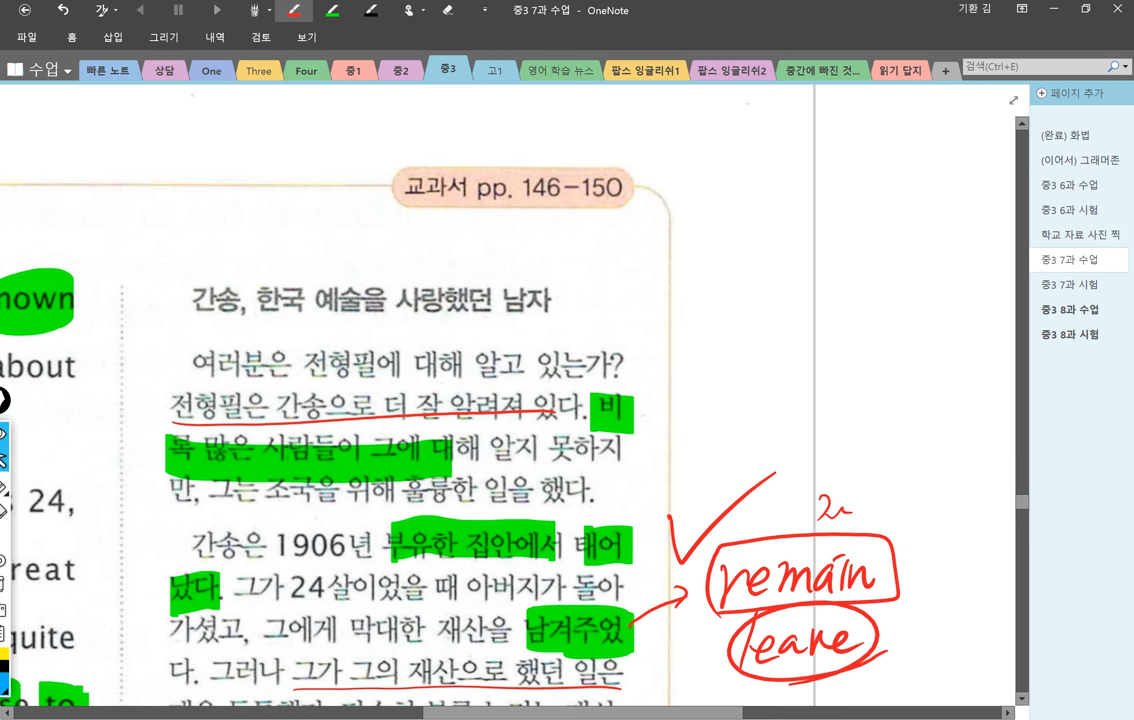 중3 7과 수업 - OneNote
기환 김
파일 홈 삽입 그리기 내역 검토 보기
수업 빠른 노트 상담 One Three Four 중1 중2 중3 고1 영어 학습 뉴스 팝스 잉글리쉬1 팝스 잉글리쉬2 중간에 빠진 것... 읽기 답지 + 검색(Ctrl+E)
페이지 추가
(완료) 화법
(이어서) 그래머존
중3 6과 수업
중3 6과 시험
학교 자료 사진 찍
중3 7과 수업
중3 7과 시험
중3 8과 수업
중3 8과 시험
교과서 pp. 146-150
nown
about
24,
reat
quite
se to
간송, 한국 예술을 사랑했던 남자
여러분은 전형필에 대해 알고 있는가?
전형필은 간송으로 더 잘 알려져 있다. 비
록 많은 사람들이 그에 대해 알지 못하지
만, 그는 조국을 위해 훌륭한 일을 했다.
간송은 1906년 부유한 집안에서 태어
났다. 그가 24살이었을 때 아버지가 돌아
가셨고, 그에게 막대한 재산을 남겨주었
다. 그러나 그가 그의 재산으로 했던 일은
remain
leave